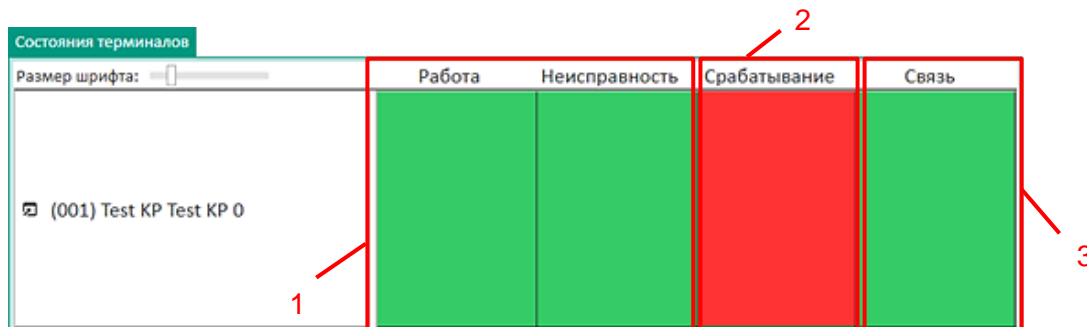 2
Состояния терминалов
Размер шрифта:
Работа Неисправность Срабатывание Связь
(001) Test KP Test KP 0
3
1